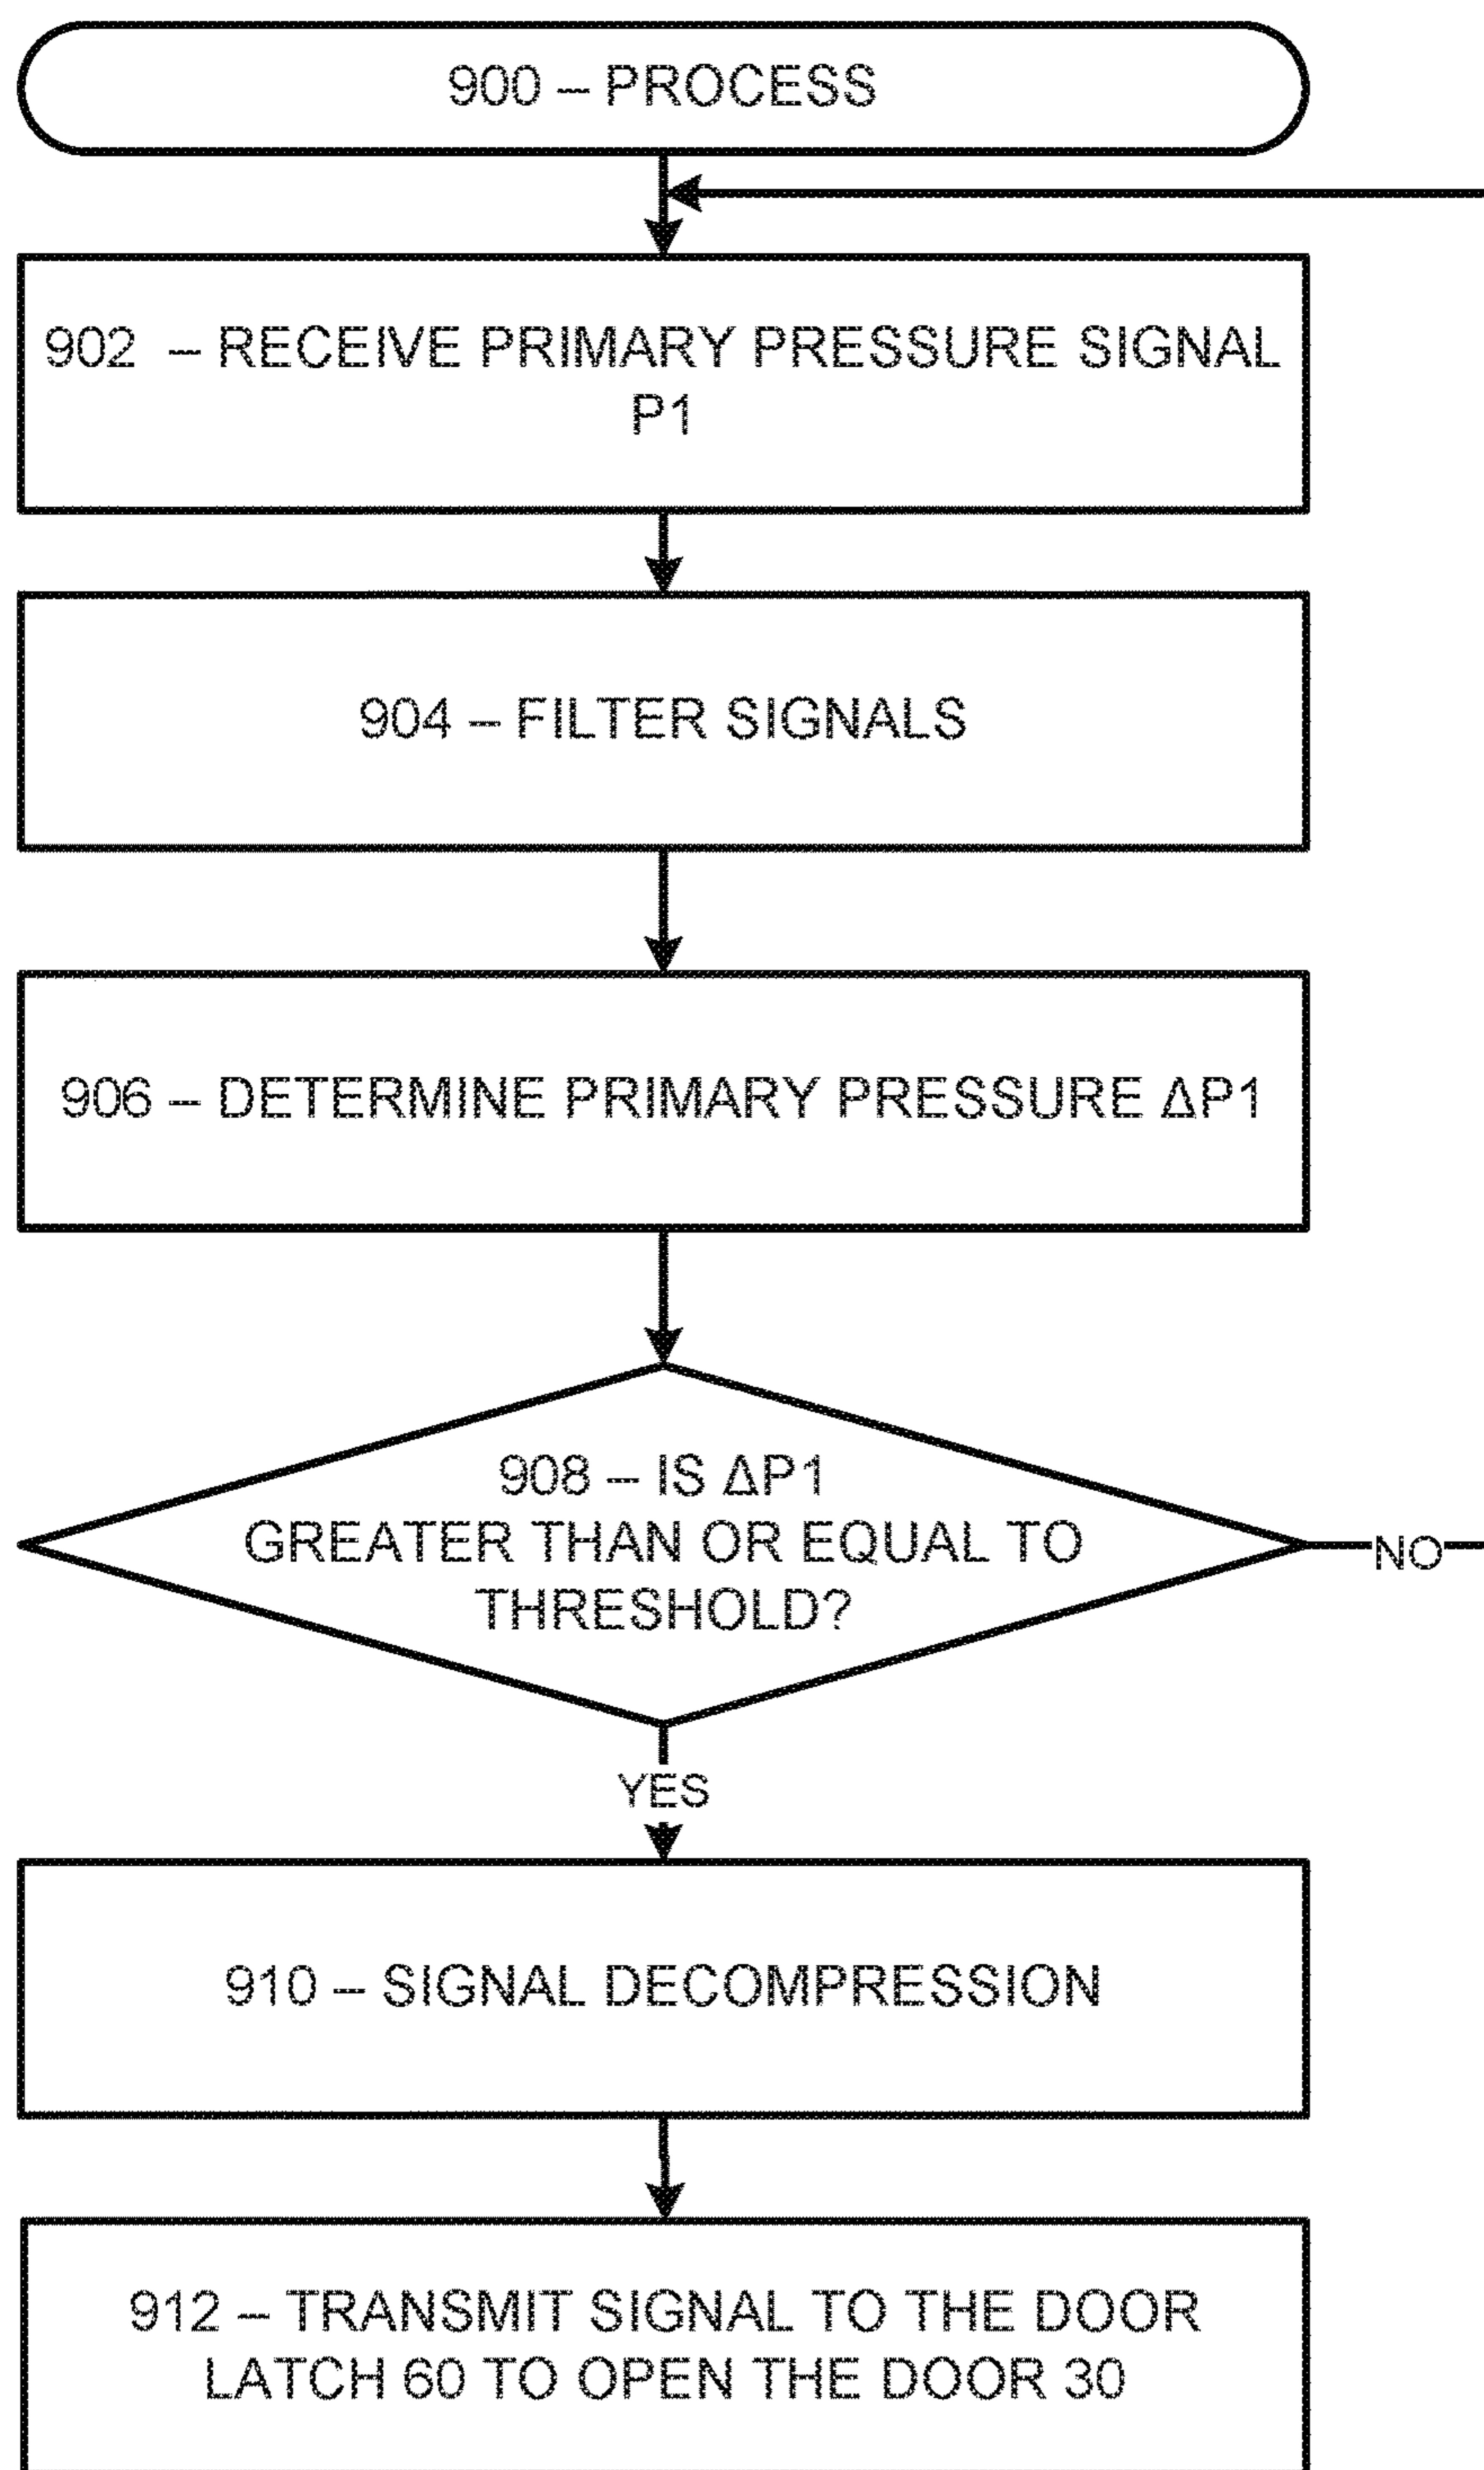 900 – PROCESS
902 – RECEIVE PRIMARY PRESSURE SIGNAL
P1
904 – FILTER SIGNALS
906 – DETERMINE PRIMARY PRESSURE ΔP1
908 – IS ΔP1
GREATER THAN OR EQUAL TO
THRESHOLD?
NO
YES
910 – SIGNAL DECOMPRESSION
912 – TRANSMIT SIGNAL TO THE DOOR
LATCH 60 TO OPEN THE DOOR 30